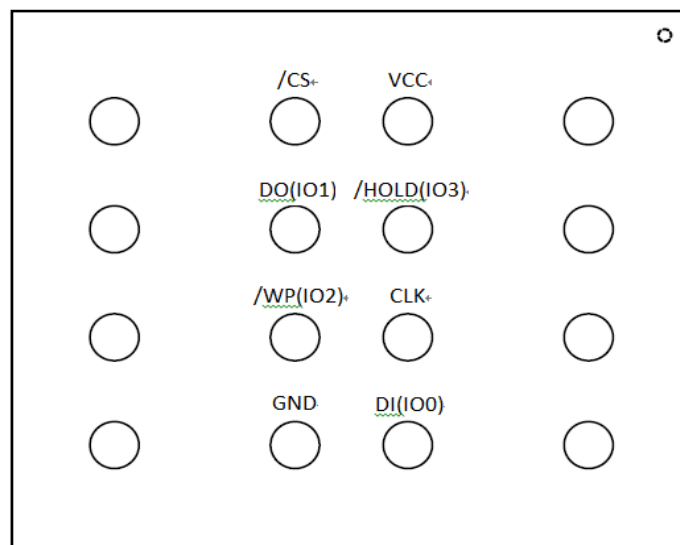 /CS VCC
DO(IO1) /HOLD(IO3)
/WP(IO2) CLK
GND DI(IO0)